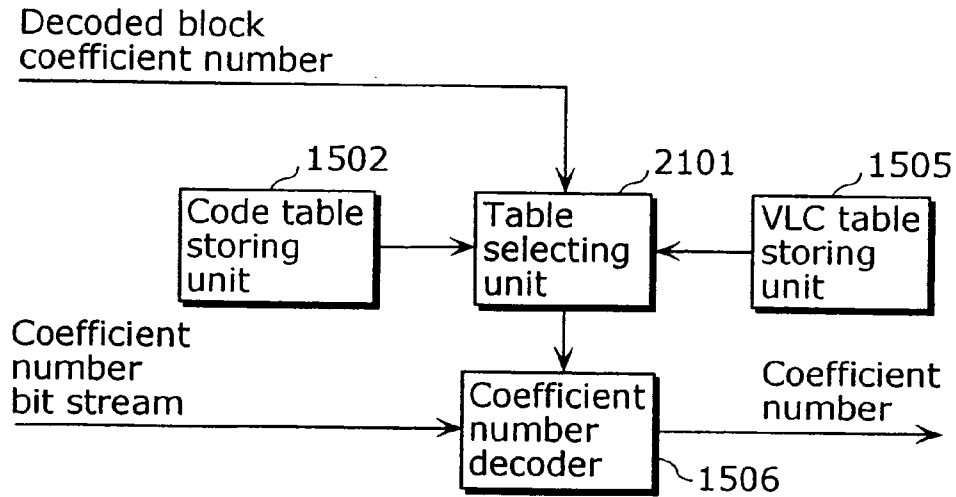 Decoded block
coefficient number
1502
2101
1505
Code table
storing
unit
Table
selecting
unit
VLC table
storing
unit
Coefficient
number
bit stream
Coefficient
number
decoder
Coefficient
number
1506